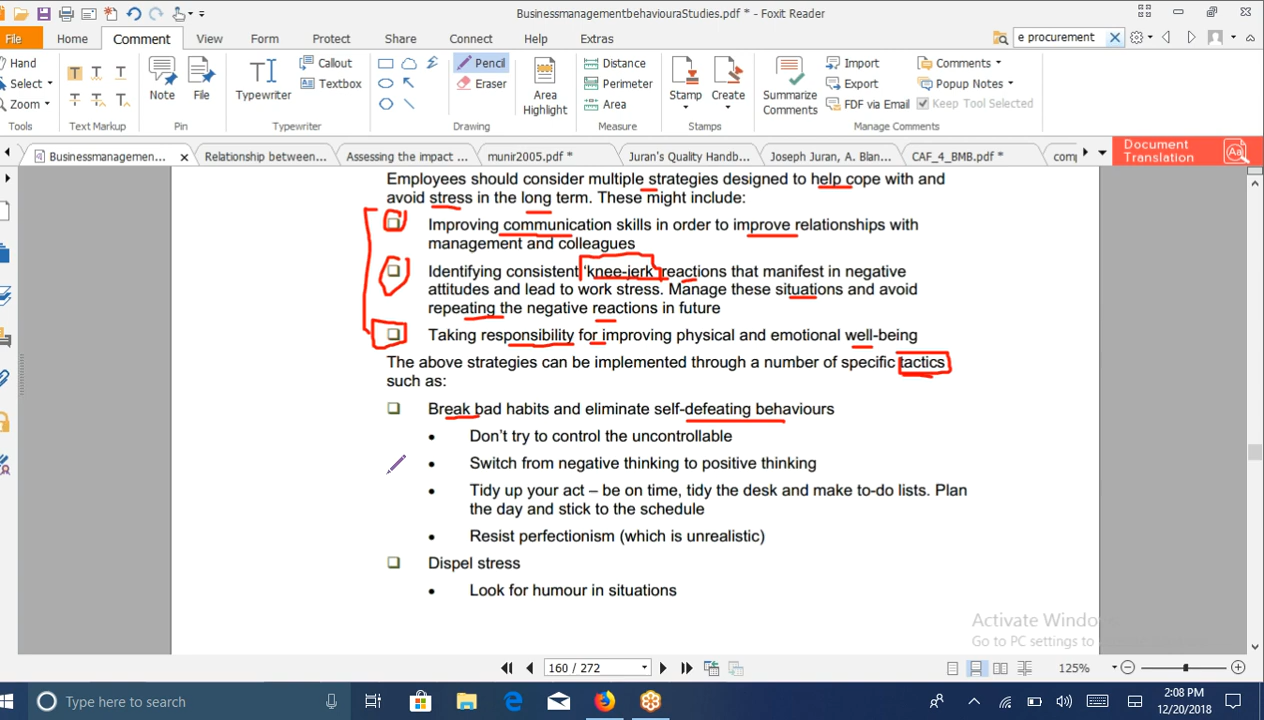 BusinessmanagementbehaviouraStudies.pdf * - Foxit Reader
File Home Comment View Form Protect Share Connect Help Extras e procurement
Hand
Select
Zoom
Tools
Text Markup
Note
File
Pin
Typewriter
Callout
Textbox
Typewriter
Pencil
Eraser
Area
Highlight
Drawing
Distance
Perimeter
Area
Measure
Stamp
Create
Stamps
Summarize
Comments
Import
Export
FDF via Email
Comments
Popup Notes
Keep Tool Selected
Manage Comments
Businessmanagemen... Relationship between... Assessing the impact ... munir2005.pdf * Juran's Quality Handb... Joseph Juran, A. Blan... CAF_4_BMB.pdf * com
Document
Translation
Employees should consider multiple strategies designed to help cope with and
avoid stress in the long term. These might include:
Improving communication skills in order to improve relationships with
management and colleagues
Identifying consistent 'knee-jerk' reactions that manifest in negative
attitudes and lead to work stress. Manage these situations and avoid
repeating the negative reactions in future
Taking responsibility for improving physical and emotional well-being
The above strategies can be implemented through a number of specific tactics
such as:
Break bad habits and eliminate self-defeating behaviours
• Don't try to control the uncontrollable
• Switch from negative thinking to positive thinking
• Tidy up your act – be on time, tidy the desk and make to-do lists. Plan
the day and stick to the schedule
• Resist perfectionism (which is unrealistic)
Dispel stress
• Look for humour in situations
Activate Windo
Go to PC settings to
160 / 272
125%
Type here to search
2:08 PM
12/20/2018